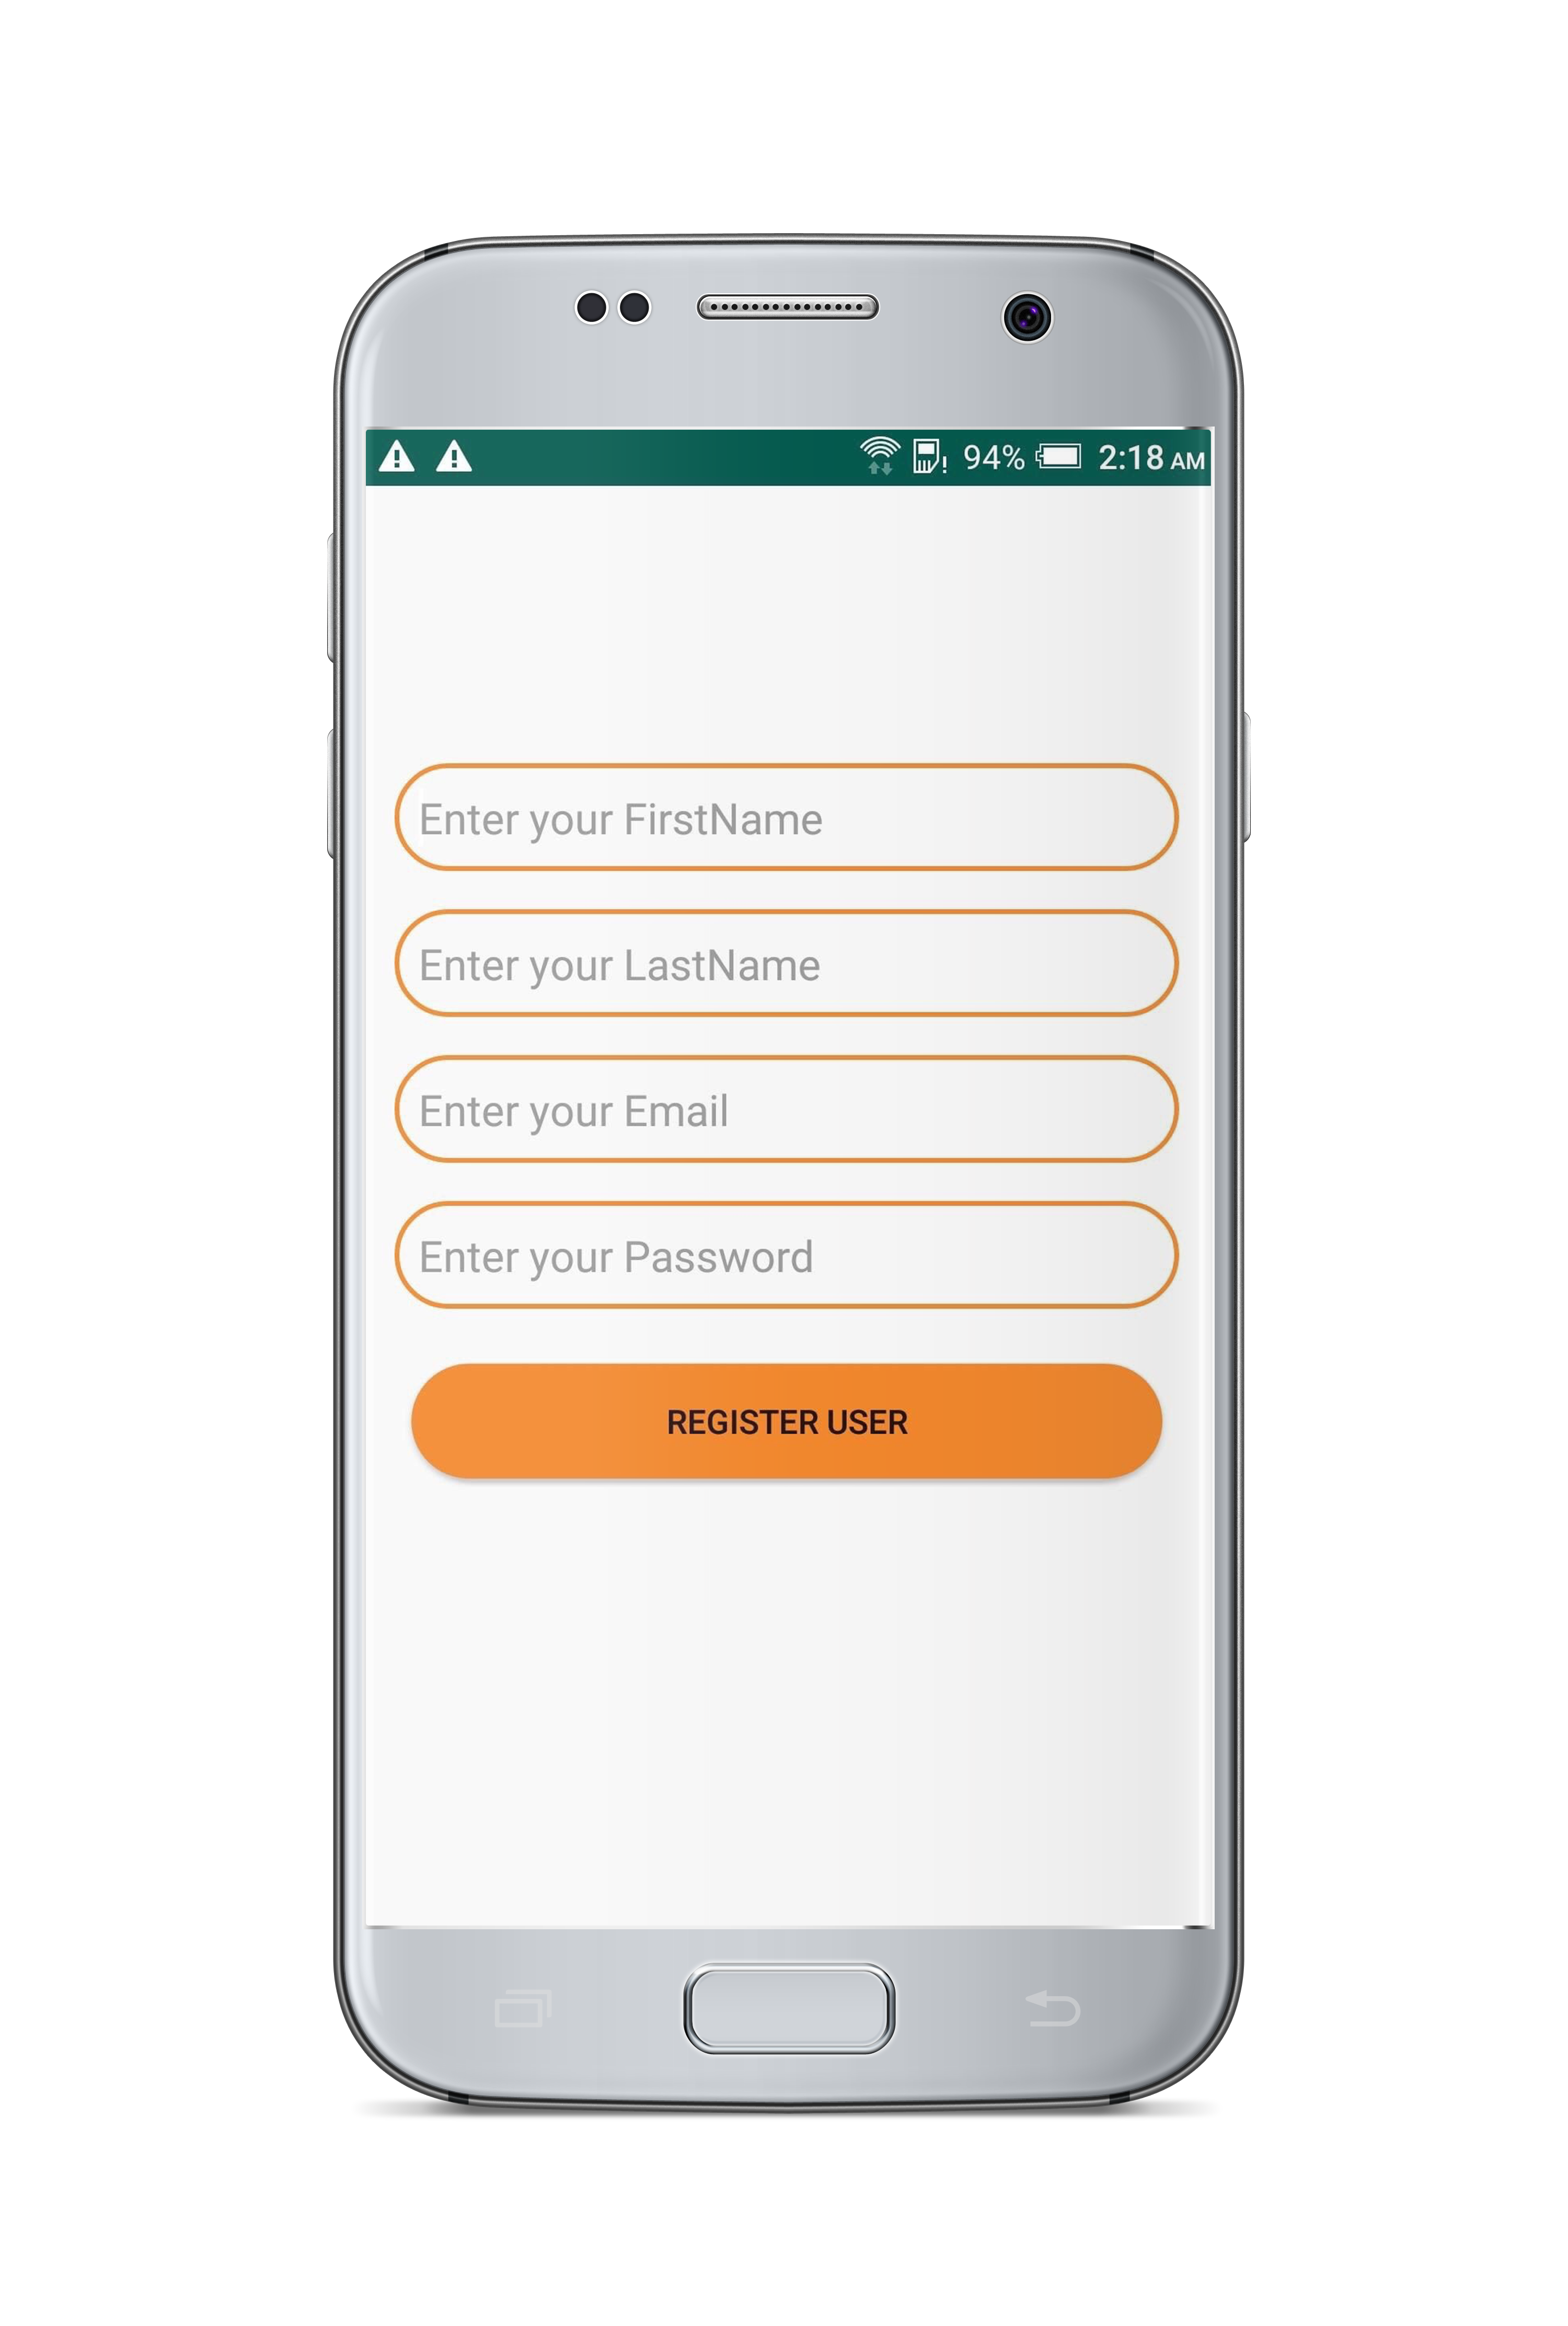 94% 2:18 AM
Enter your FirstName
Enter your LastName
Enter your Email
Enter your Password
REGISTER USER